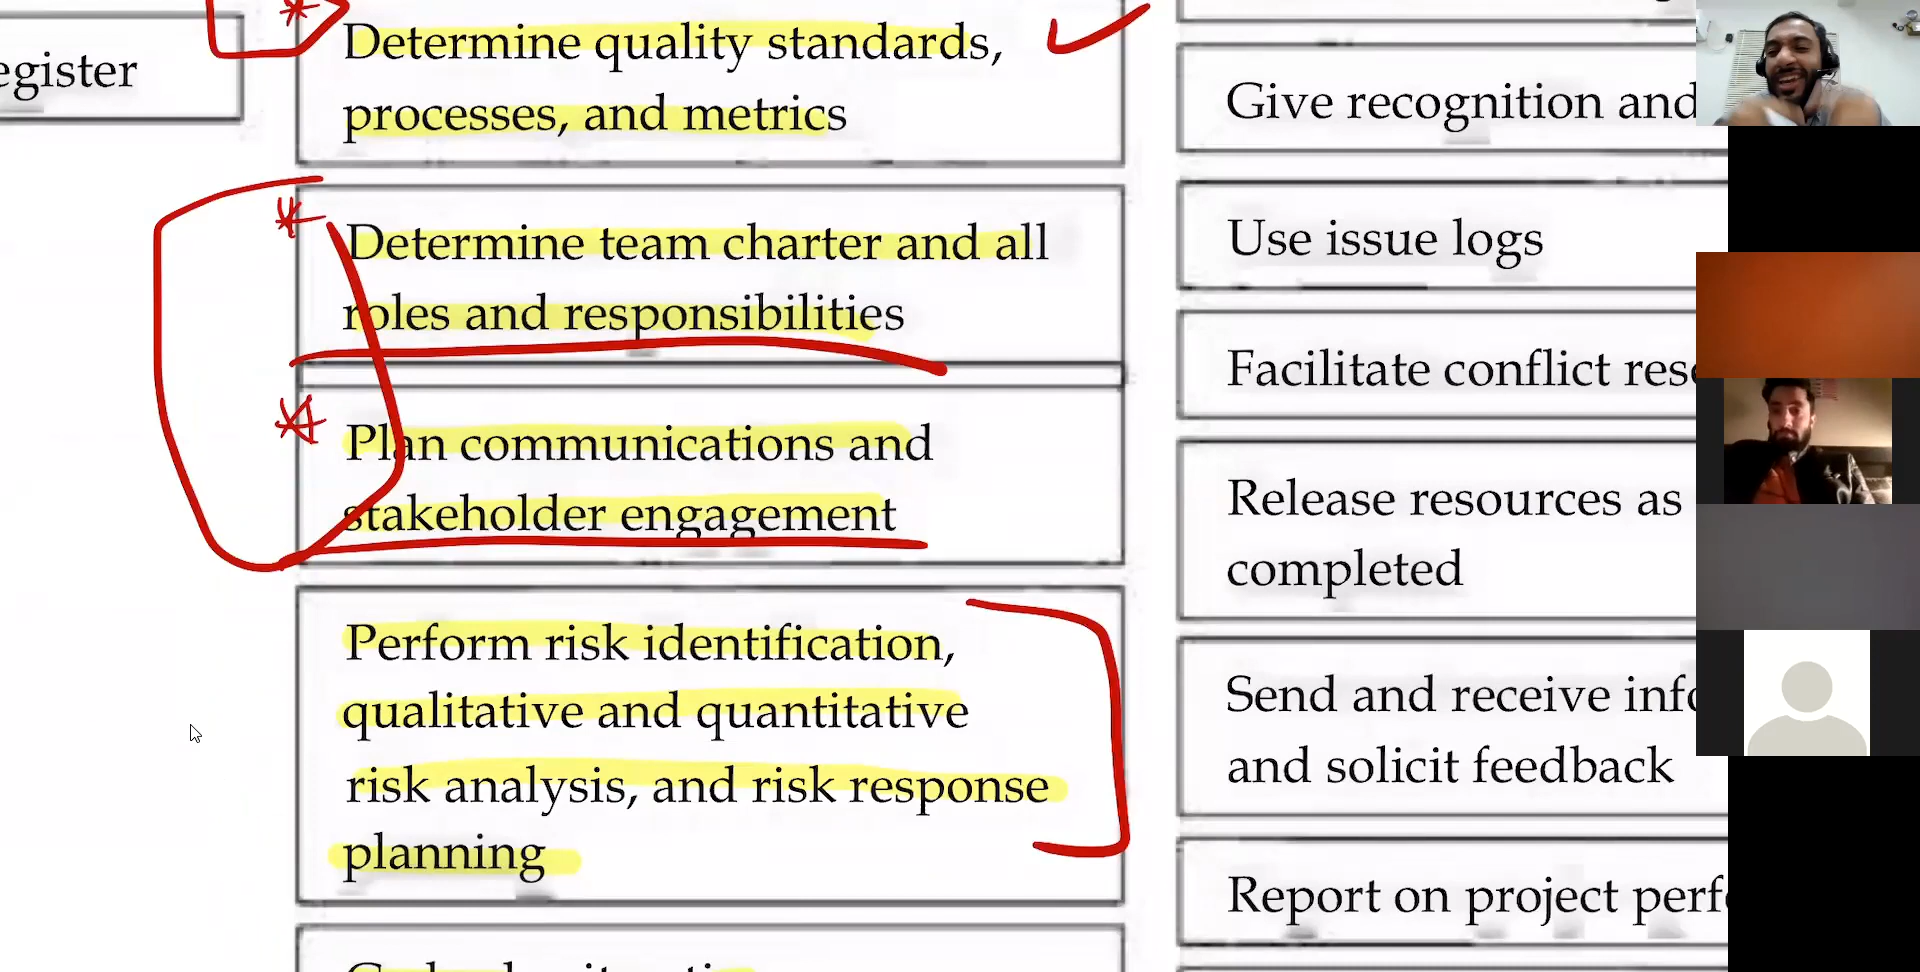 egister
Determine quality standards,
processes, and metrics
Determine team charter and all
roles and responsibilities
Plan communications and
stakeholder engagement
Perform risk identification,
qualitative and quantitative
risk analysis, and risk response
planning
Give recognition and
Use issue logs
Facilitate conflict res
Release resources as
completed
Send and receive info
and solicit feedback
Report on project perf